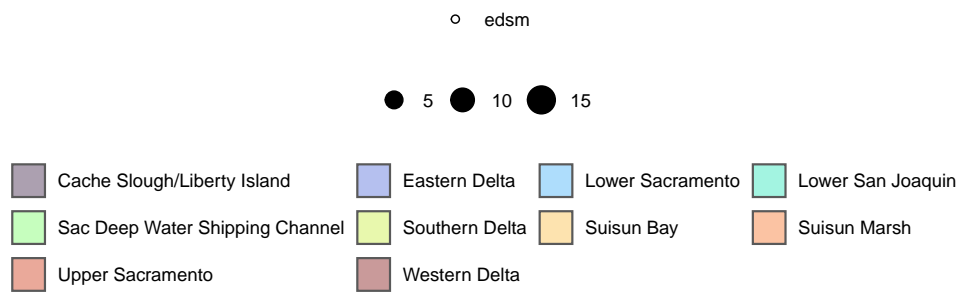 edsm
5 10 15
Cache Slough/Liberty Island Eastern Delta Lower Sacramento Lower San Joaquin
Sac Deep Water Shipping Channel Southern Delta Suisun Bay Suisun Marsh
Upper Sacramento Western Delta